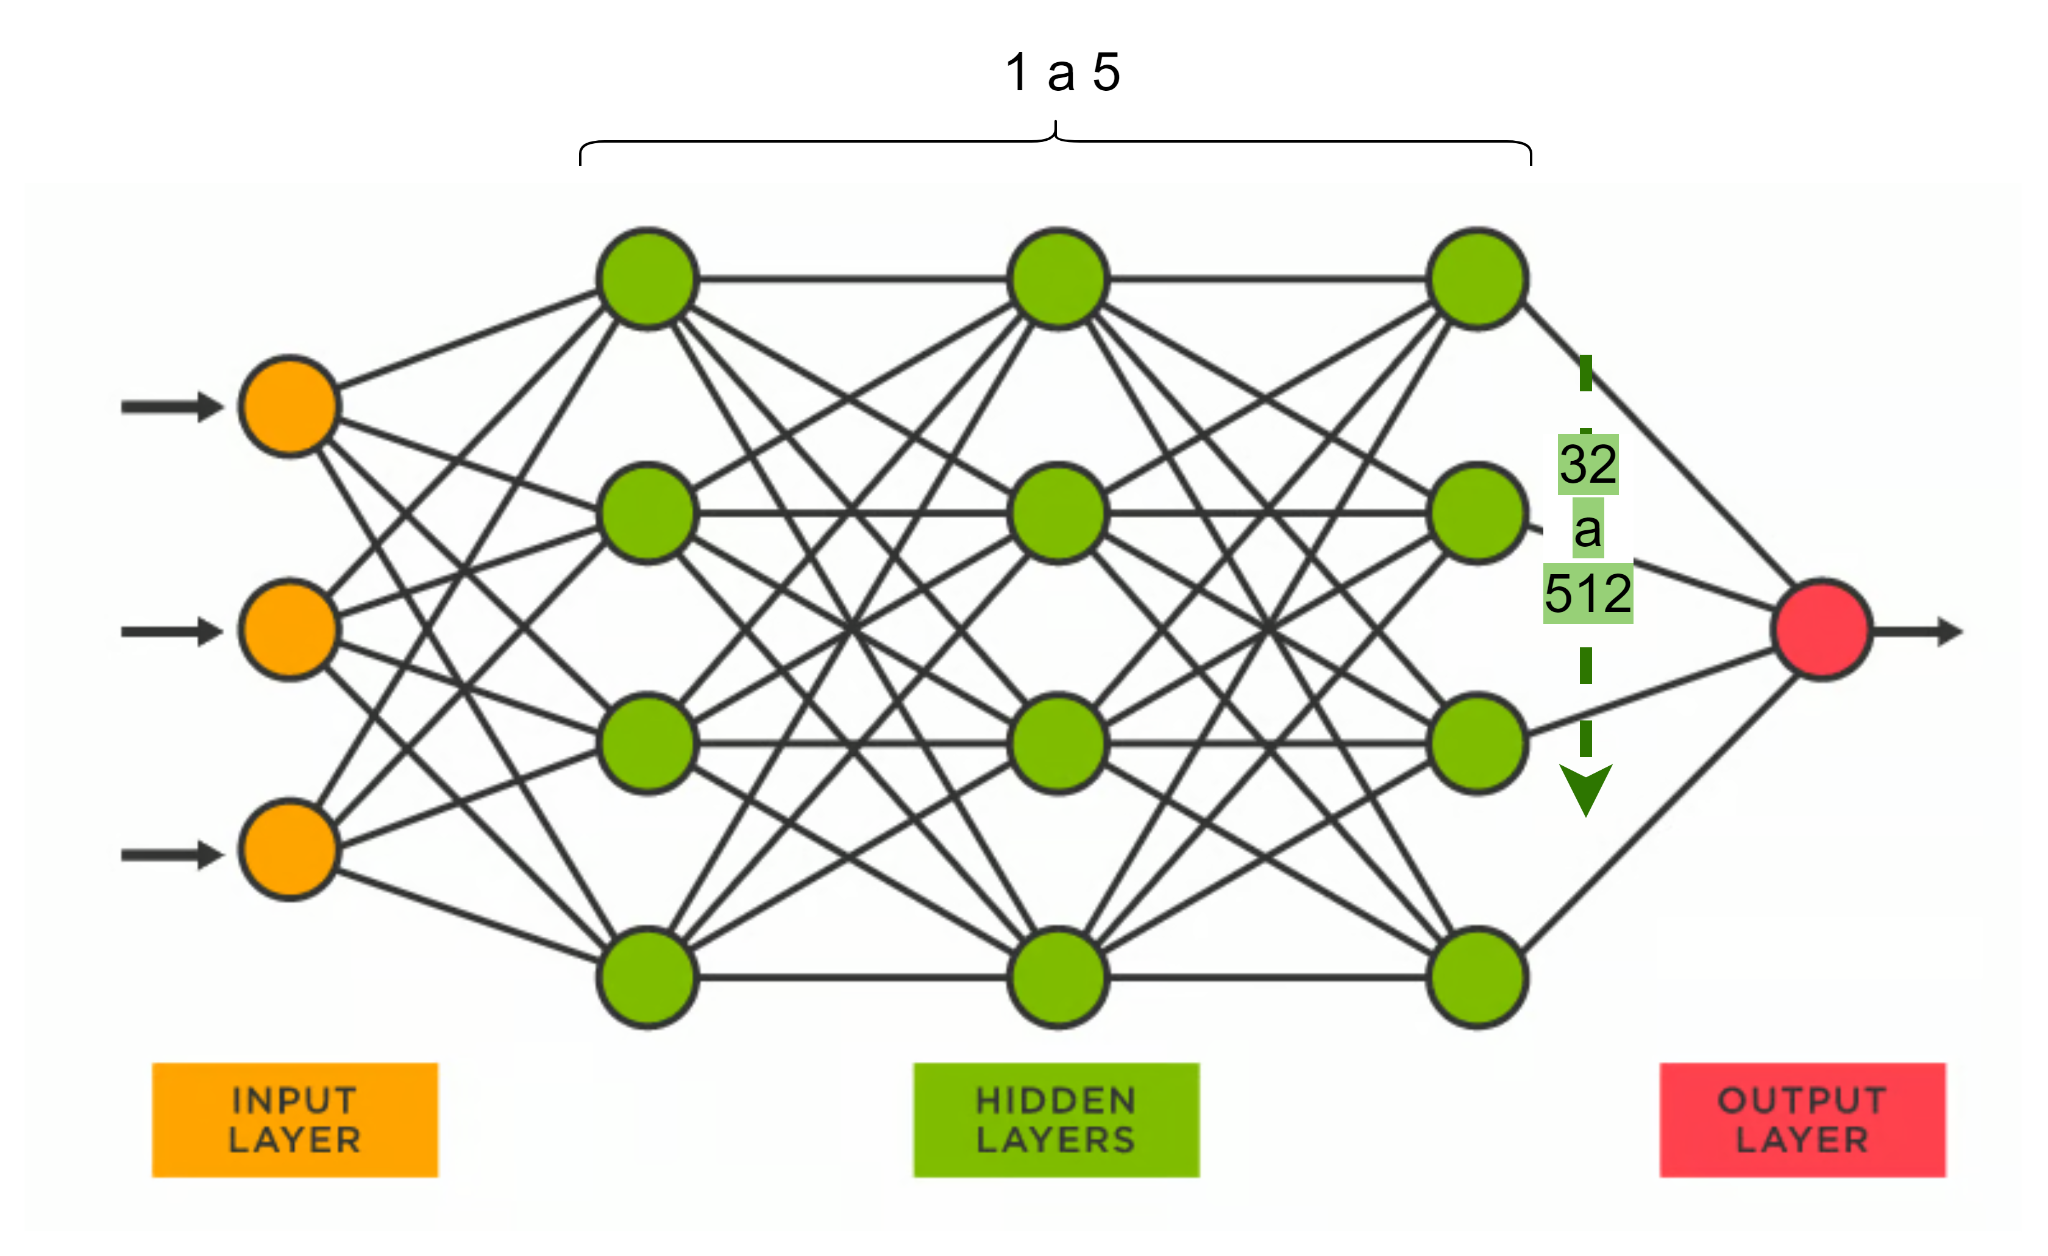 1 a 5
32
a
512
INPUT
LAYER
HIDDEN
LAYERS
OUTPUT
LAYER